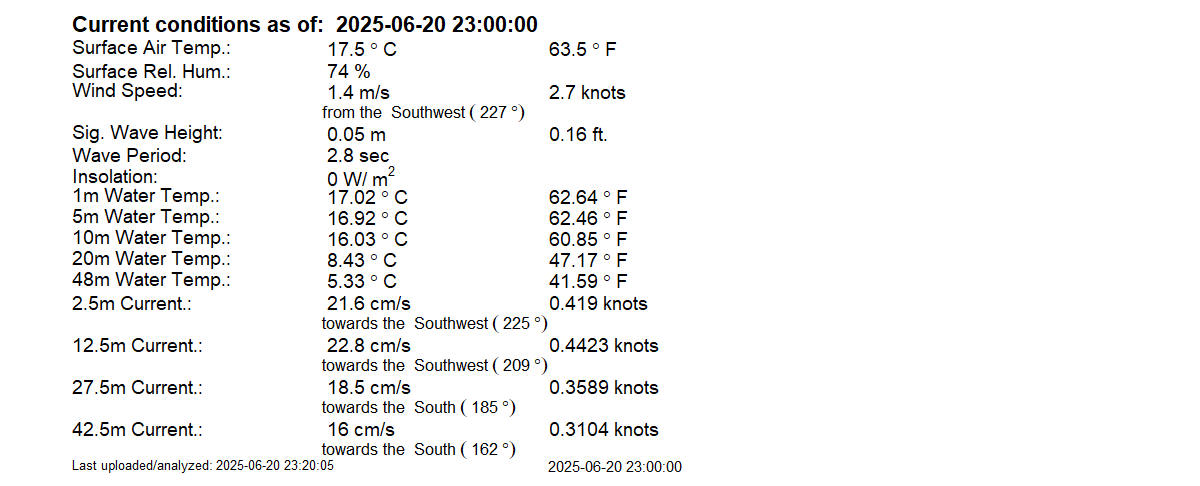 Current conditions as of: 2025-06-20 23:00:00
Surface Air Temp.: 17.5 ° C 63.5 ° F
Surface Rel. Hum.: 74 %
Wind Speed: 1.4 m/s 2.7 knots
from the Southwest ( 227 °)
Sig. Wave Height: 0.05 m 0.16 ft.
Wave Period: 2.8 sec
Insolation: 0 W/ m²
1m Water Temp.: 17.02 ° C 62.64 ° F
5m Water Temp.: 16.92 ° C 62.46 ° F
10m Water Temp.: 16.03 ° C 60.85 ° F
20m Water Temp.: 8.43 ° C 47.17 ° F
48m Water Temp.: 5.33 ° C 41.59 ° F
2.5m Current.: 21.6 cm/s 0.419 knots
towards the Southwest ( 225 °)
12.5m Current.: 22.8 cm/s 0.4423 knots
towards the Southwest ( 209 °)
27.5m Current.: 18.5 cm/s 0.3589 knots
towards the South ( 185 °)
42.5m Current.: 16 cm/s 0.3104 knots
towards the South ( 162 °)
Last uploaded/analyzed: 2025-06-20 23:20:05 2025-06-20 23:00:00